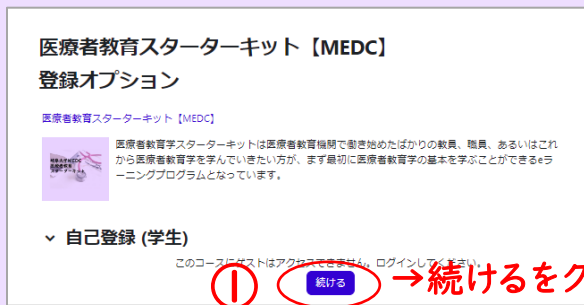 医療者教育スターターキット【MEDC】
登録オプション
医療者教育スターターキット【MEDC】
医療者教育学スターターキットは医療者教育機関で働き始めたばかりの教員、職員、あるいはこれ
から医療者教育学を学んでいきたい方が、まず最初に医療者教育学の基本を学ぶことができるeラ
ーニングプログラムとなっています。
自己登録 (学生)
このコースにゲストはアクセスできません。ログインしてください。
① 続ける →続けるをク